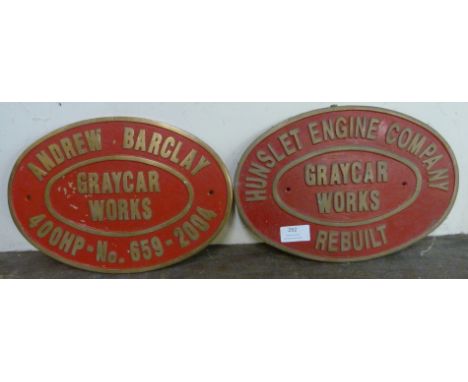 ANDREW BARCLAY
GRAYCAR
WORKS
400HP - No. 659 - 2004
HUNSLET ENGINE COMPANY
GRAYCAR
WORKS
REBUILT